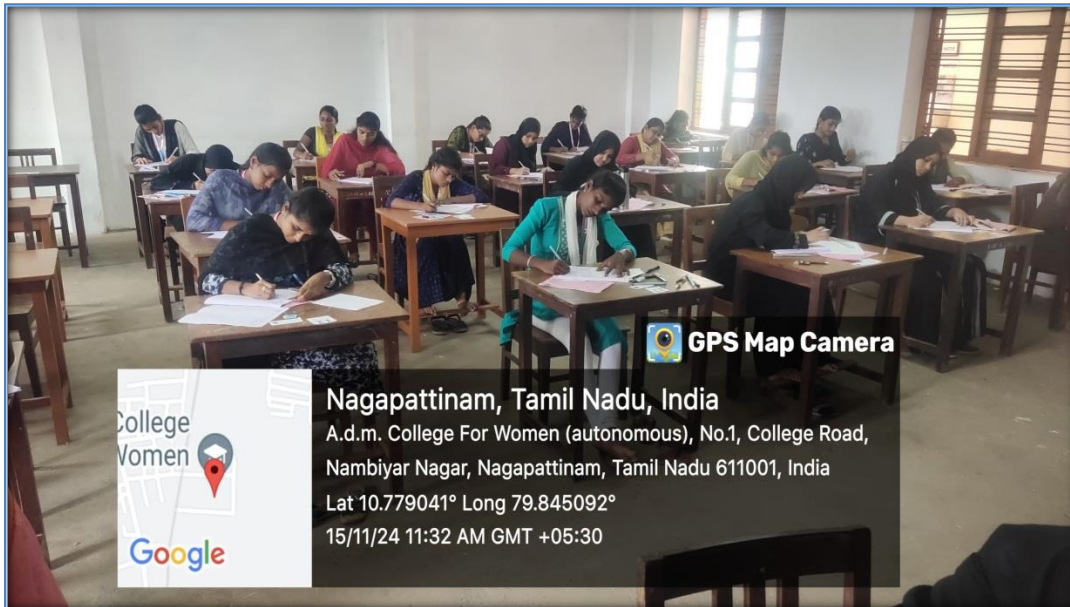 GPS Map Camera
College
Women
Google
Nagapattinam, Tamil Nadu, India
A.d.m. College For Women (autonomous), No.1, College Road,
Nambiyar Nagar, Nagapattinam, Tamil Nadu 611001, India
Lat 10.779041° Long 79.845092°
15/11/24 11:32 AM GMT +05:30